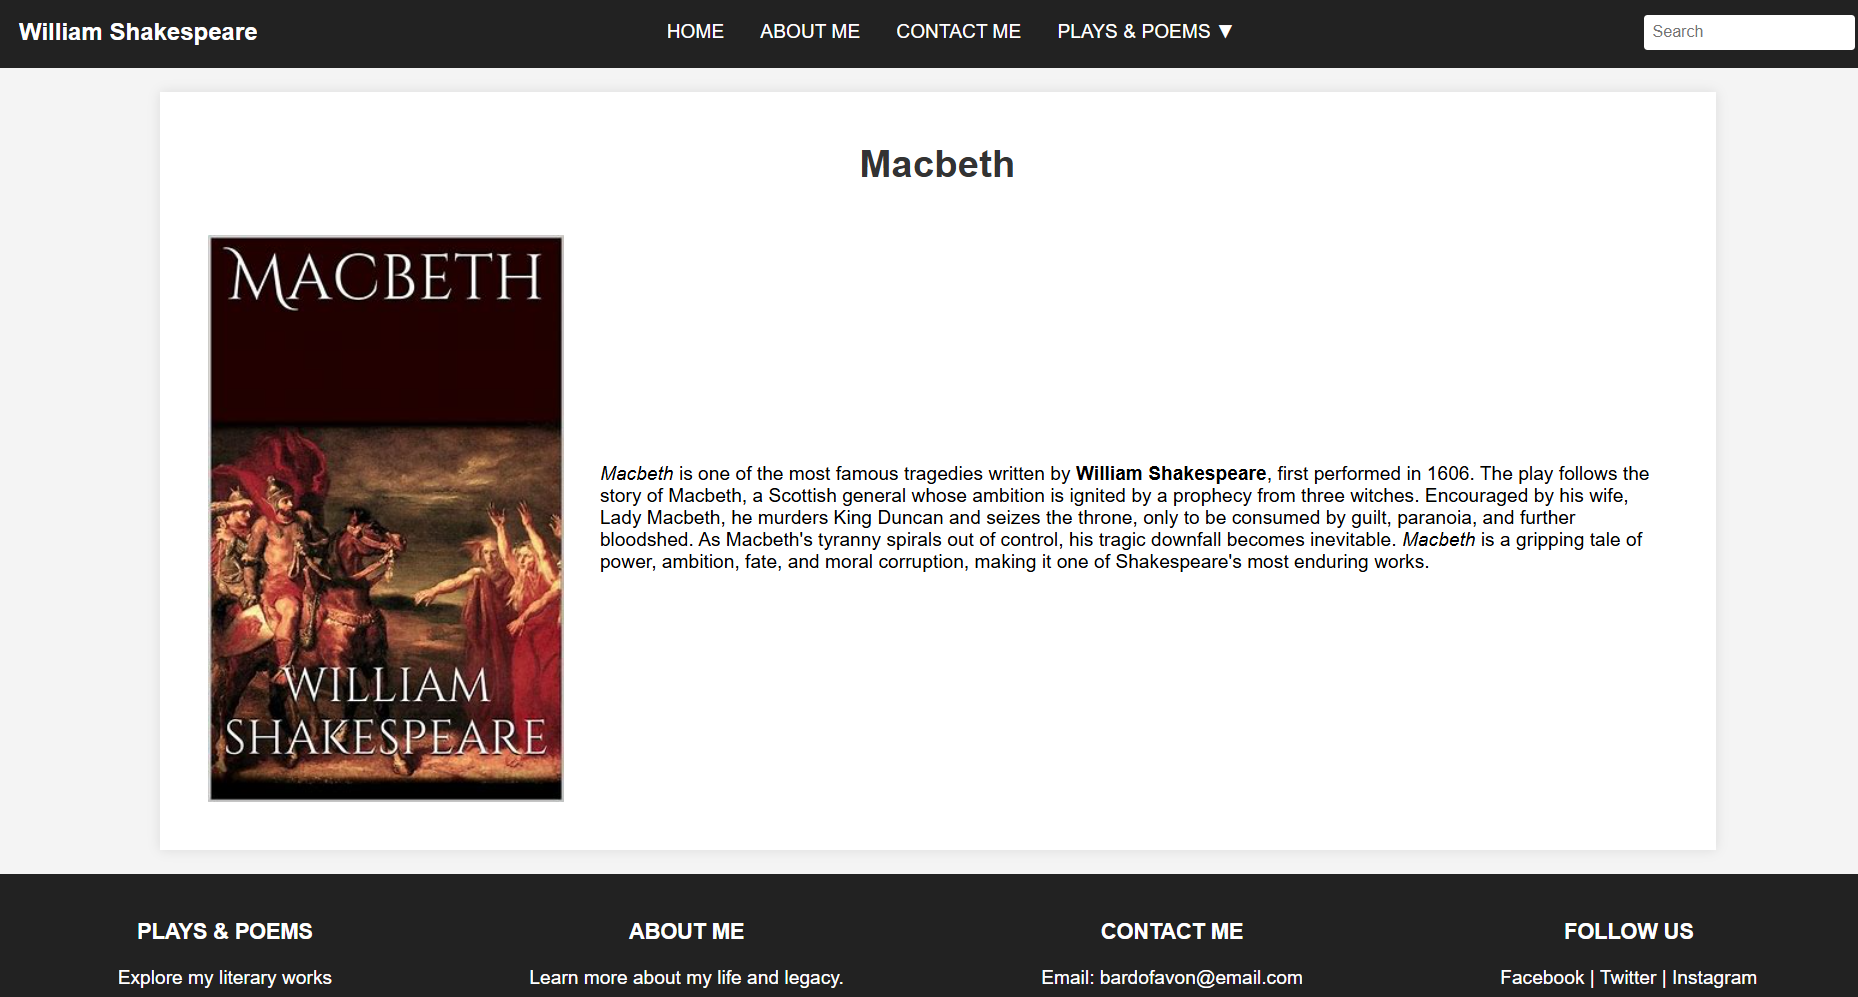 William Shakespeare
HOME ABOUT ME CONTACT ME PLAYS & POEMS ▼
Search
Macbeth
MACBETH
WILLIAM
SHAKESPEARE
Macbeth is one of the most famous tragedies written by William Shakespeare, first performed in 1606. The play follows the
story of Macbeth, a Scottish general whose ambition is ignited by a prophecy from three witches. Encouraged by his wife,
Lady Macbeth, he murders King Duncan and seizes the throne, only to be consumed by guilt, paranoia, and further
bloodshed. As Macbeth's tyranny spirals out of control, his tragic downfall becomes inevitable. Macbeth is a gripping tale of
power, ambition, fate, and moral corruption, making it one of Shakespeare's most enduring works.
PLAYS & POEMS
Explore my literary works
ABOUT ME
Learn more about my life and legacy.
CONTACT ME
Email: bardofavon@email.com
FOLLOW US
Facebook | Twitter | Instagram